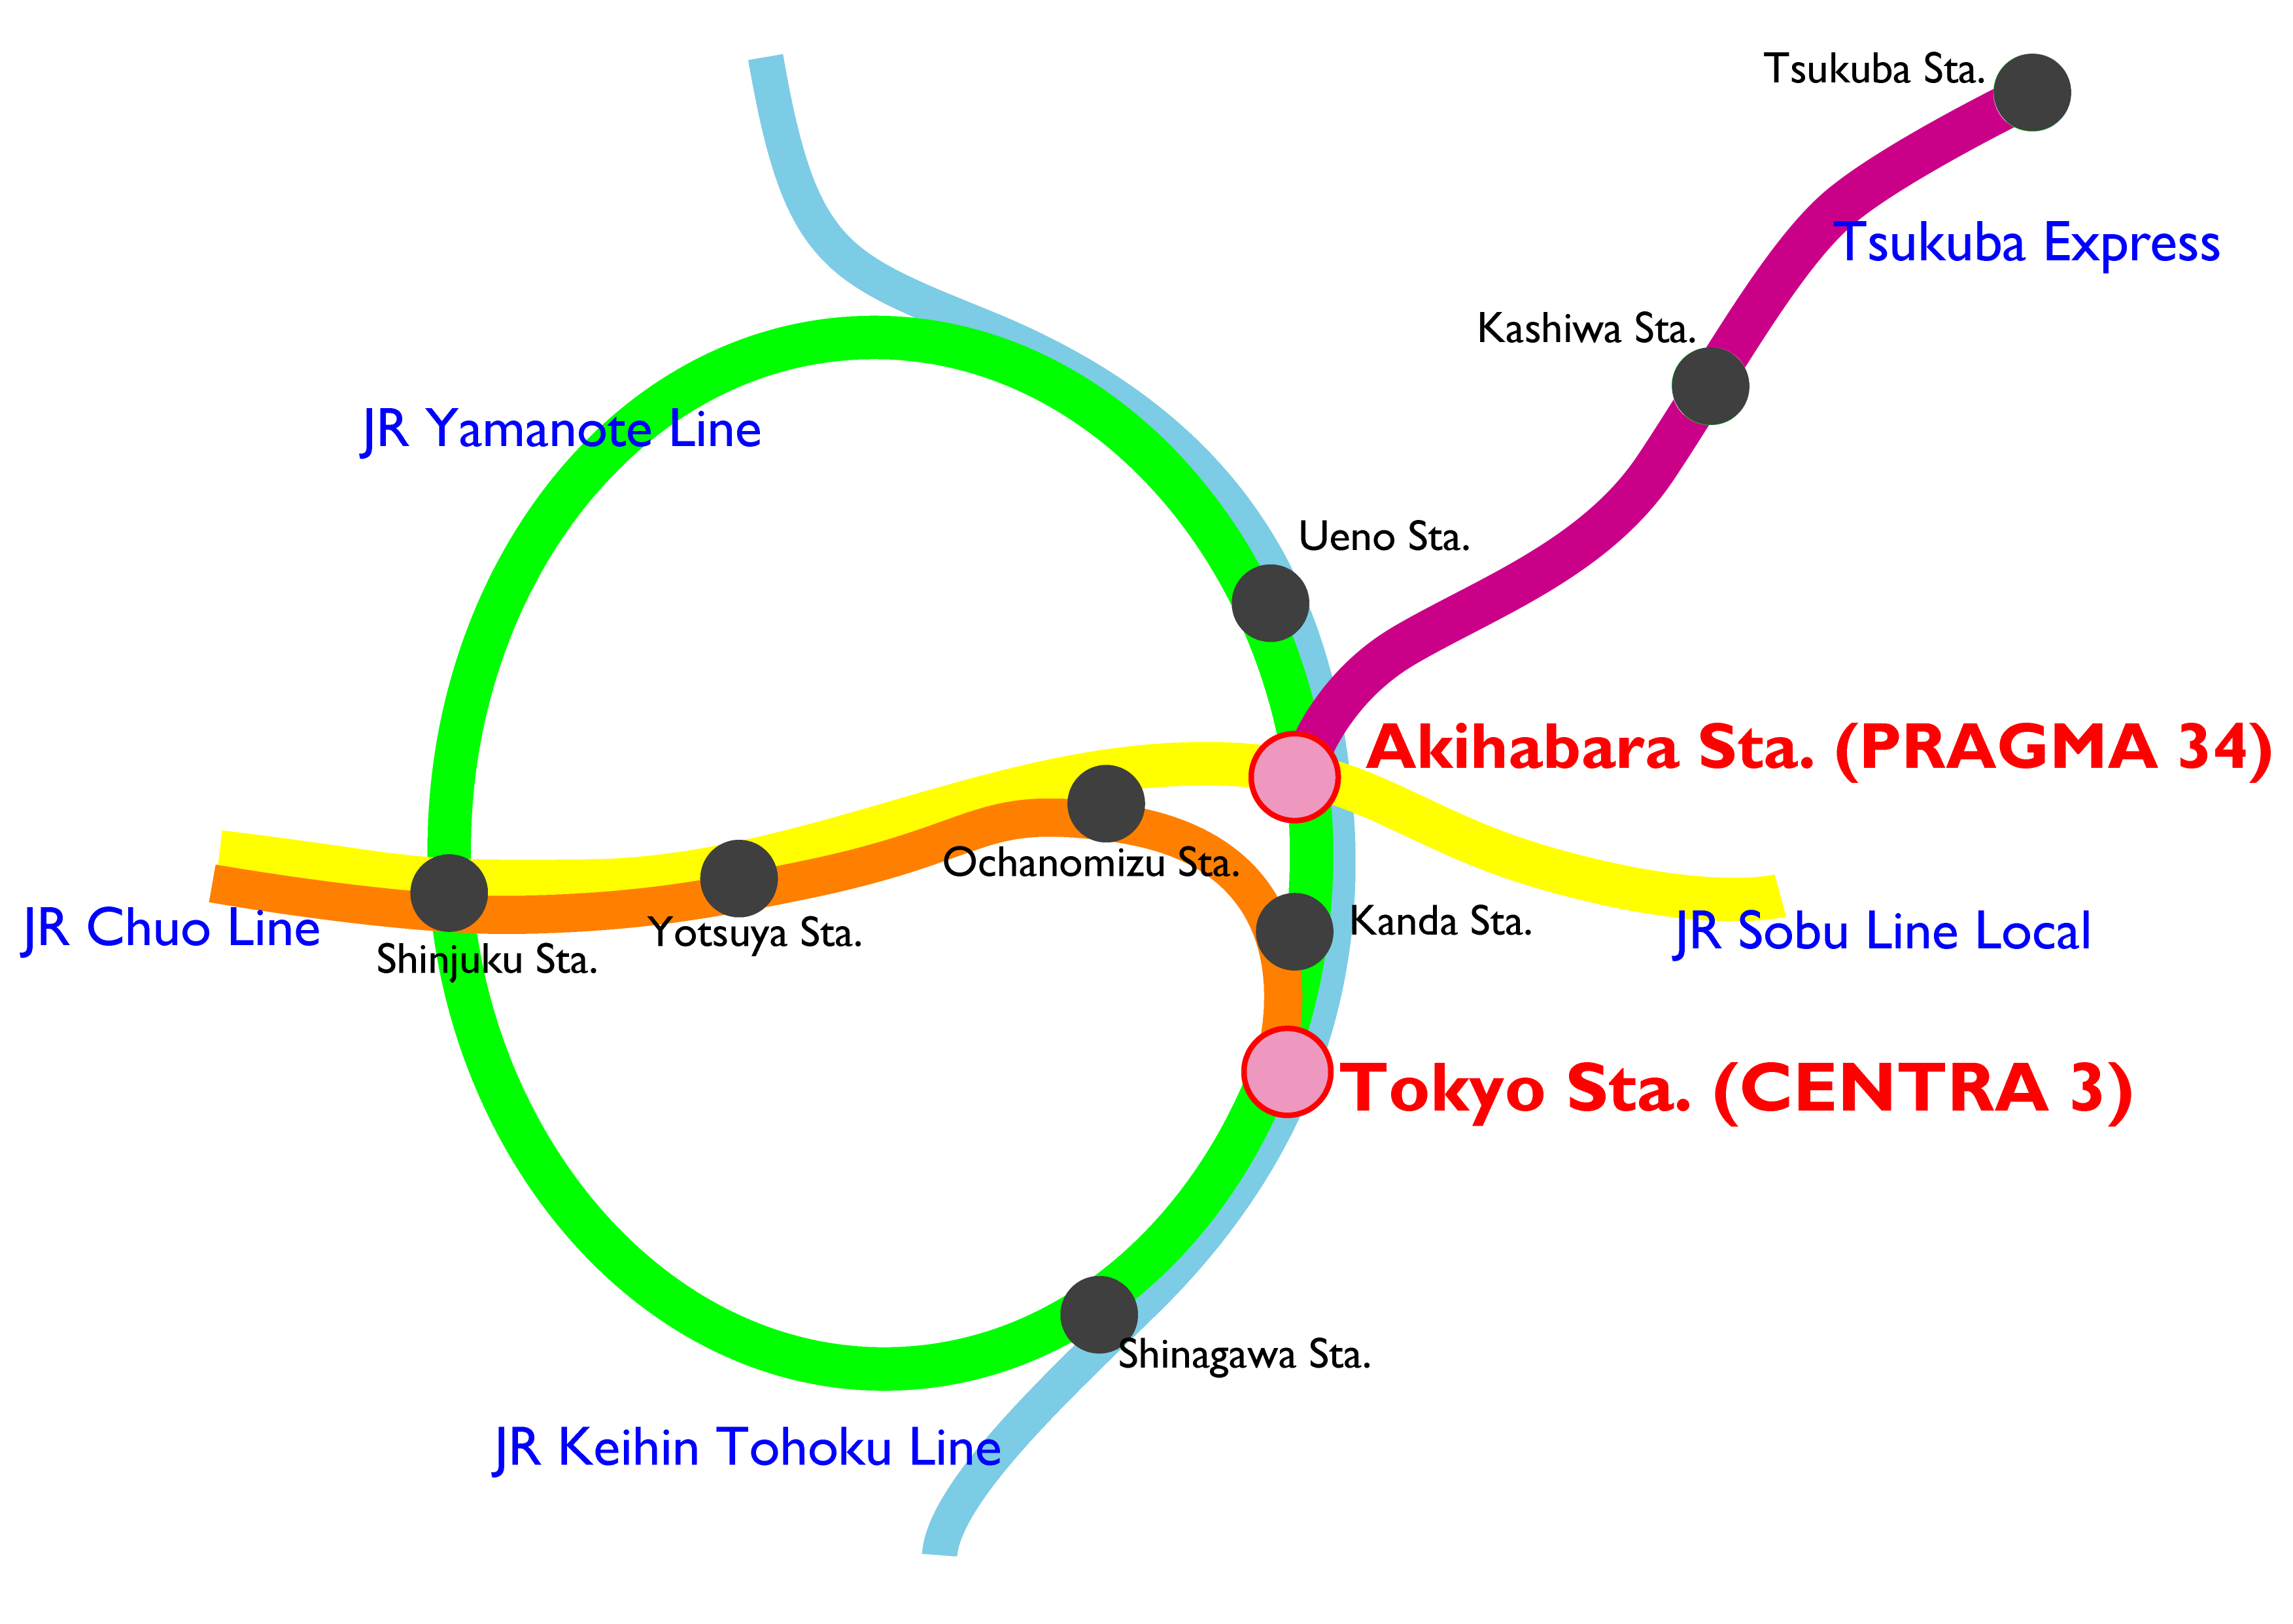 Tsukuba Sta.
Tsukuba Express
Kashiwa Sta.
JR Yamanote Line
Ueno Sta.
Akihabara Sta. (PRAGMA 34)
Ochanomizu Sta.
JR Chuo Line
Shinjuku Sta.
Yotsuya Sta.
Kanda Sta.
JR Sobu Line Local
Tokyo Sta. (CENTRA 3)
Shinagawa Sta.
JR Keihin Tohoku Line